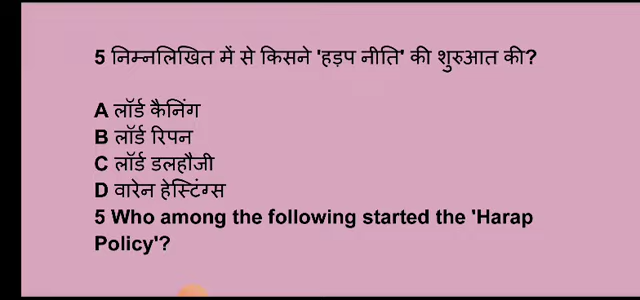 5 निम्नलिखित में से किसने 'हड़प नीति' की शुरुआत की?
A लॉर्ड कैनिंग
B लॉर्ड रिपन
C लॉर्ड डलहौजी
D वारेन हेस्टिंग्स
5 Who among the following started the 'Harap
Policy'?